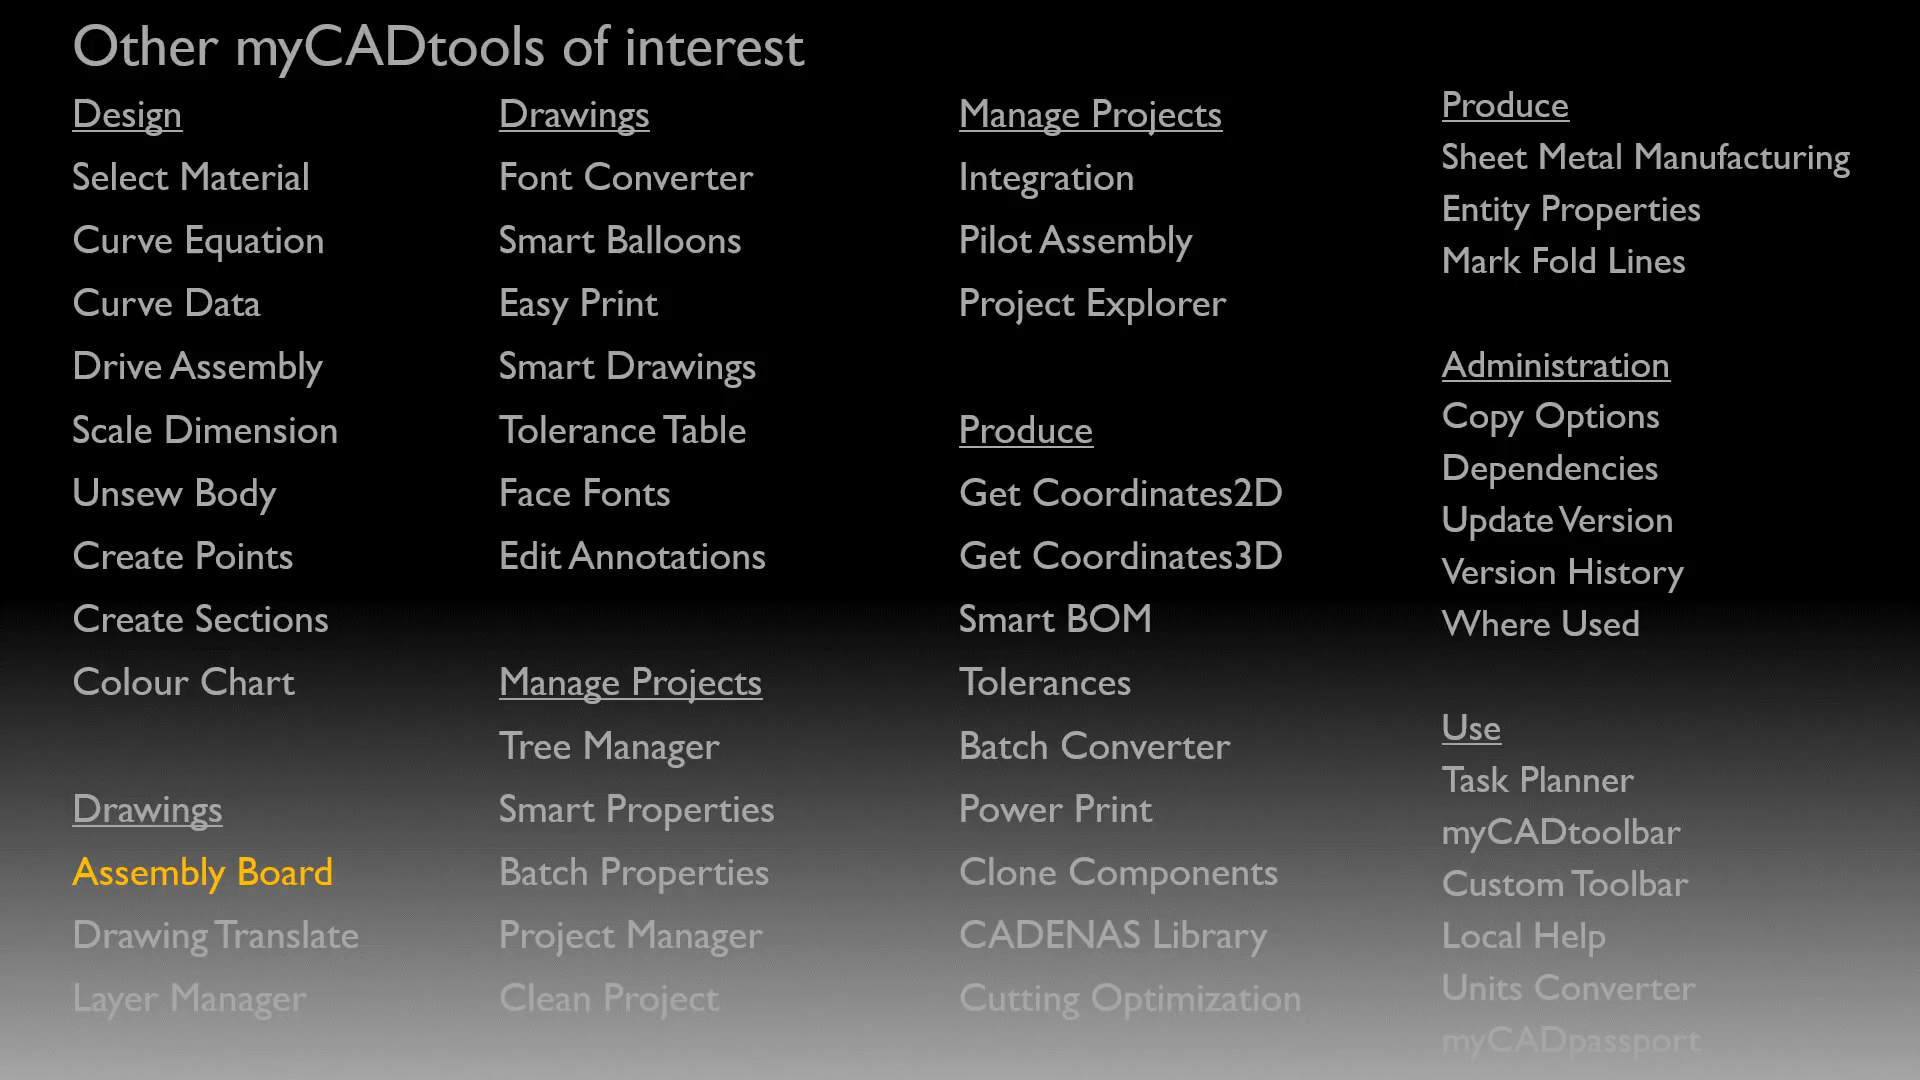 Other myCADtools of interest
Design
Select Material
Curve Equation
Curve Data
Drive Assembly
Scale Dimension
Unsew Body
Create Points
Create Sections
Colour Chart
Drawings
Assembly Board
Drawing Translate
Layer Manager
Drawings
Font Converter
Smart Balloons
Easy Print
Smart Drawings
Tolerance Table
Face Fonts
Edit Annotations
Manage Projects
Tree Manager
Smart Properties
Batch Properties
Project Manager
Clean Project
Manage Projects
Integration
Pilot Assembly
Project Explorer
Produce
Get Coordinates2D
Get Coordinates3D
Smart BOM
Tolerances
Batch Converter
Power Print
Clone Components
CADENAS Library
Cutting Optimization
Produce
Sheet Metal Manufacturing
Entity Properties
Mark Fold Lines
Administration
Copy Options
Dependencies
Update Version
Version History
Where Used
Use
Task Planner
myCADtoolbar
Custom Toolbar
Local Help
Units Converter
myCADpassport